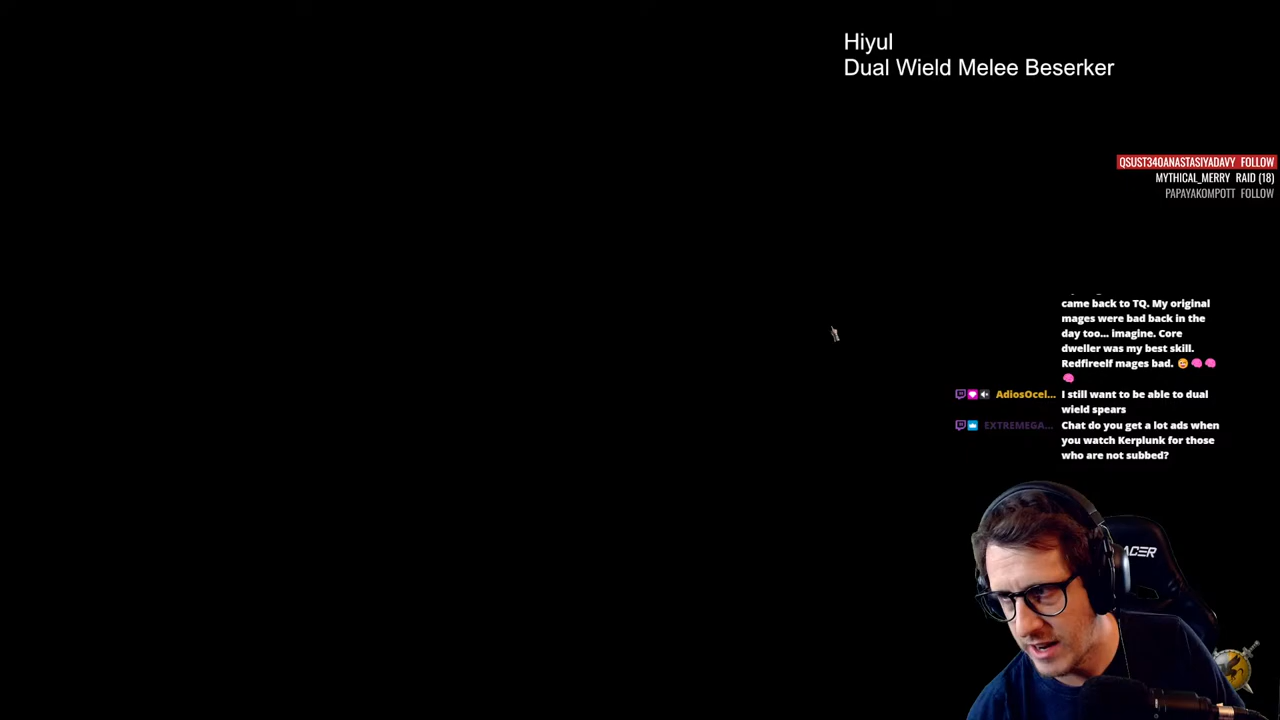 Hiyul
Dual Wield Melee Beserker
QSUST340ANASTASIYADAVY FOLLOW
MYTHICAL_MERRY RAID (18)
PAPAYAKOMPOTT FOLLOW
came back to TQ. My original
mages were bad back in the
day too... imagine. Core
dweller was my best skill.
Redfireelf mages bad.
AdiosOcel... I still want to be able to dual
wield spears
EXTREMEGA... Chat do you get a lot ads when
you watch Kerplunk for those
who are not subbed?
ACER